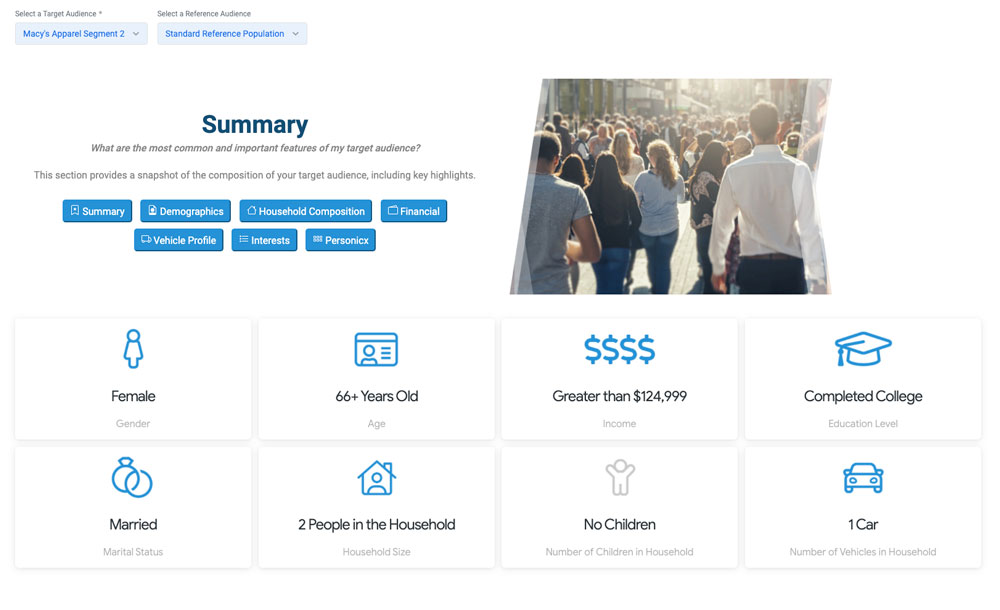 Select a Target Audience *
Select a Reference Audience
Macy's Apparel Segment 2
Standard Reference Population
Summary
What are the most common and important features of my target audience?
This section provides a snapshot of the composition of your target audience, including key highlights.
Summary
Demographics
Household Composition
Financial
Vehicle Profile
Interests
Personicx
Female
Gender
66+ Years Old
Age
$$$$
Greater than $124,999
Income
Completed College
Education Level
Married
Marital Status
2 People in the Household
Household Size
No Children
Number of Children in Household
1 Car
Number of Vehicles in Household